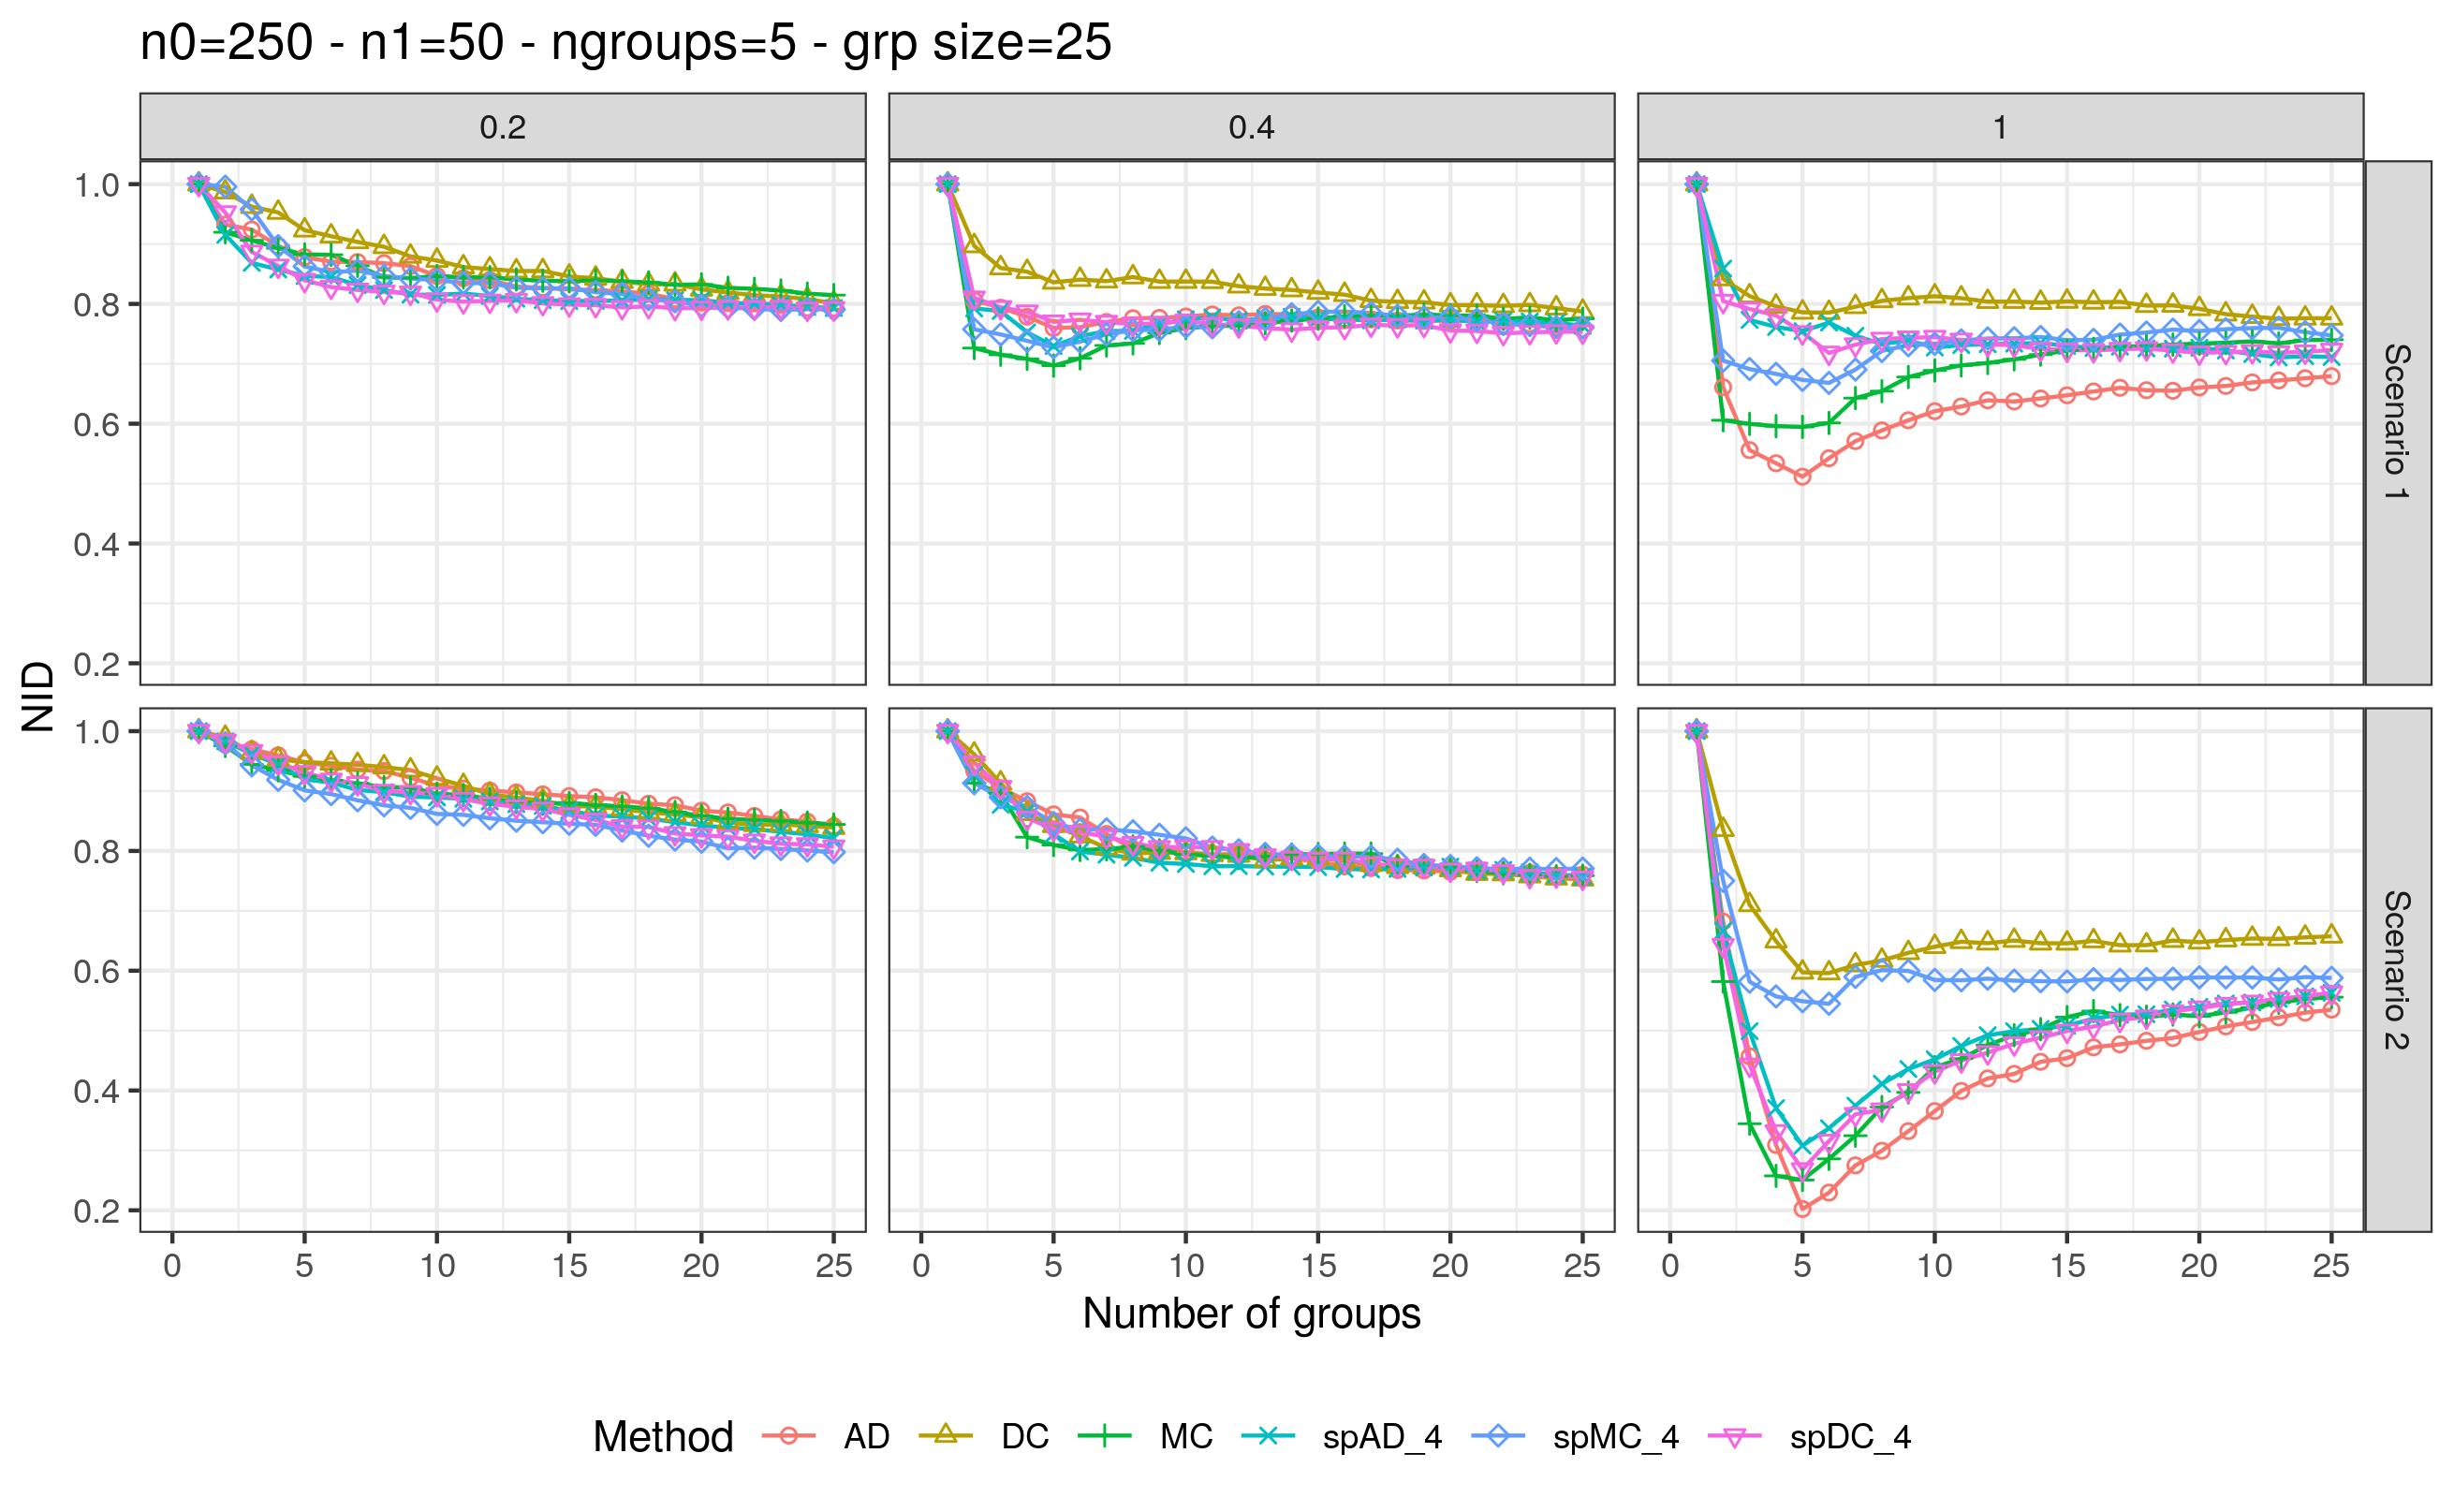 n0=250 - n1=50 - ngroups=5 - grp size=25
0.2 0.4 1
1.0
0.8
0.6
0.4
0.2
Scenario 1
NID
1.0
0.8
0.6
0.4
0.2
Scenario 2
0 5 10 15 20 25 0 5 10 15 20 25 0 5 10 15 20 25
Number of groups
Method AD DC MC spAD_4 spMC_4 spDC_4